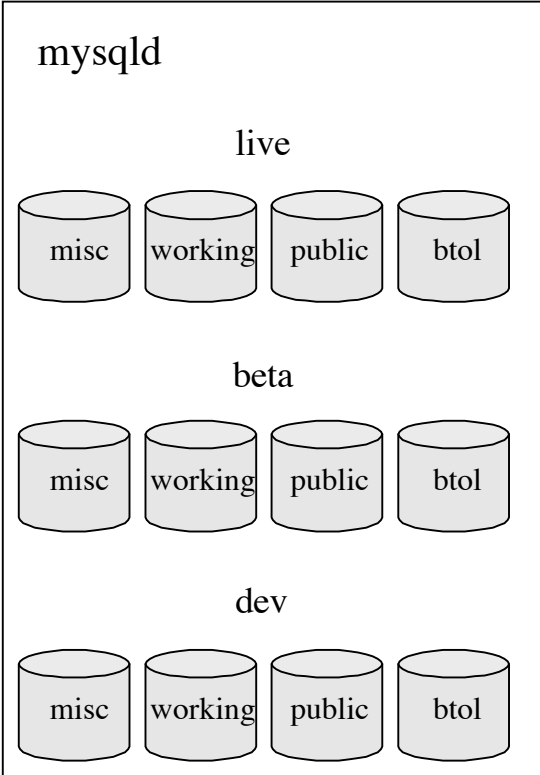 mysqld
live
misc working public btol
beta
misc working public btol
dev
misc working public btol